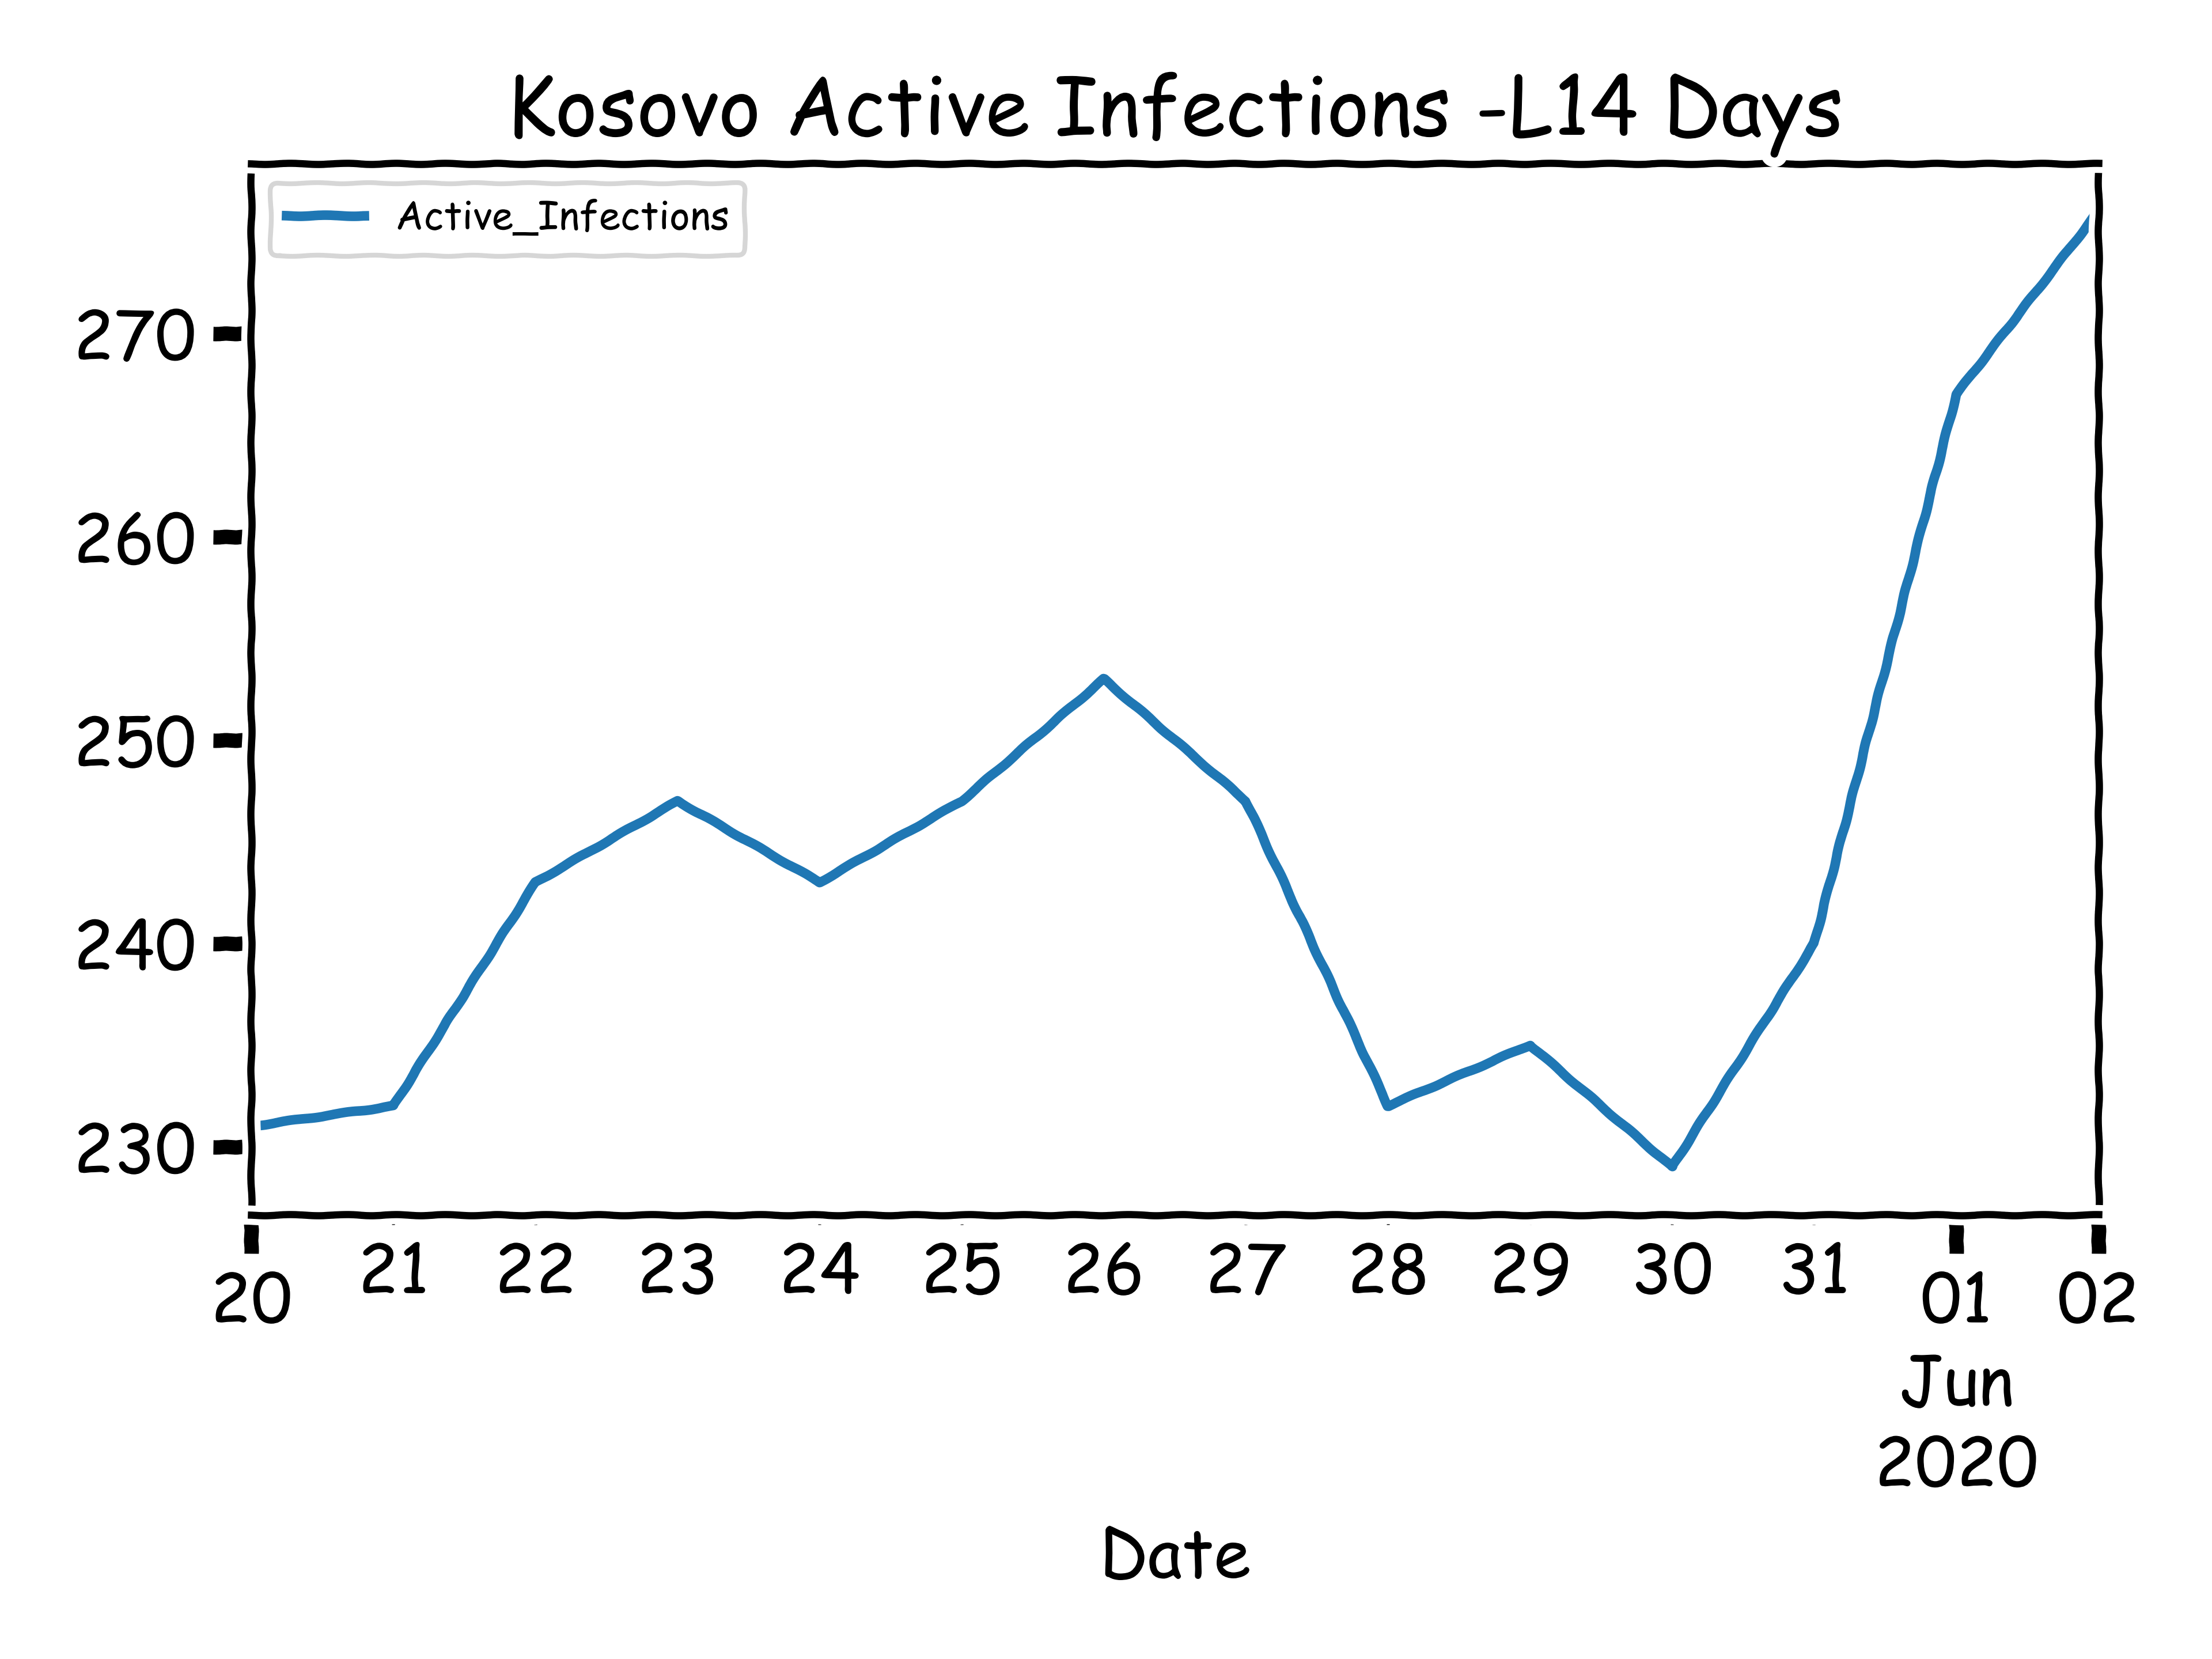 Kosovo Active Infections -L14 Days
Active_Infections
270
260
250
240
230
20 21 22 23 24 25 26 27 28 29 30 31 01 02
Jun
2020
Date